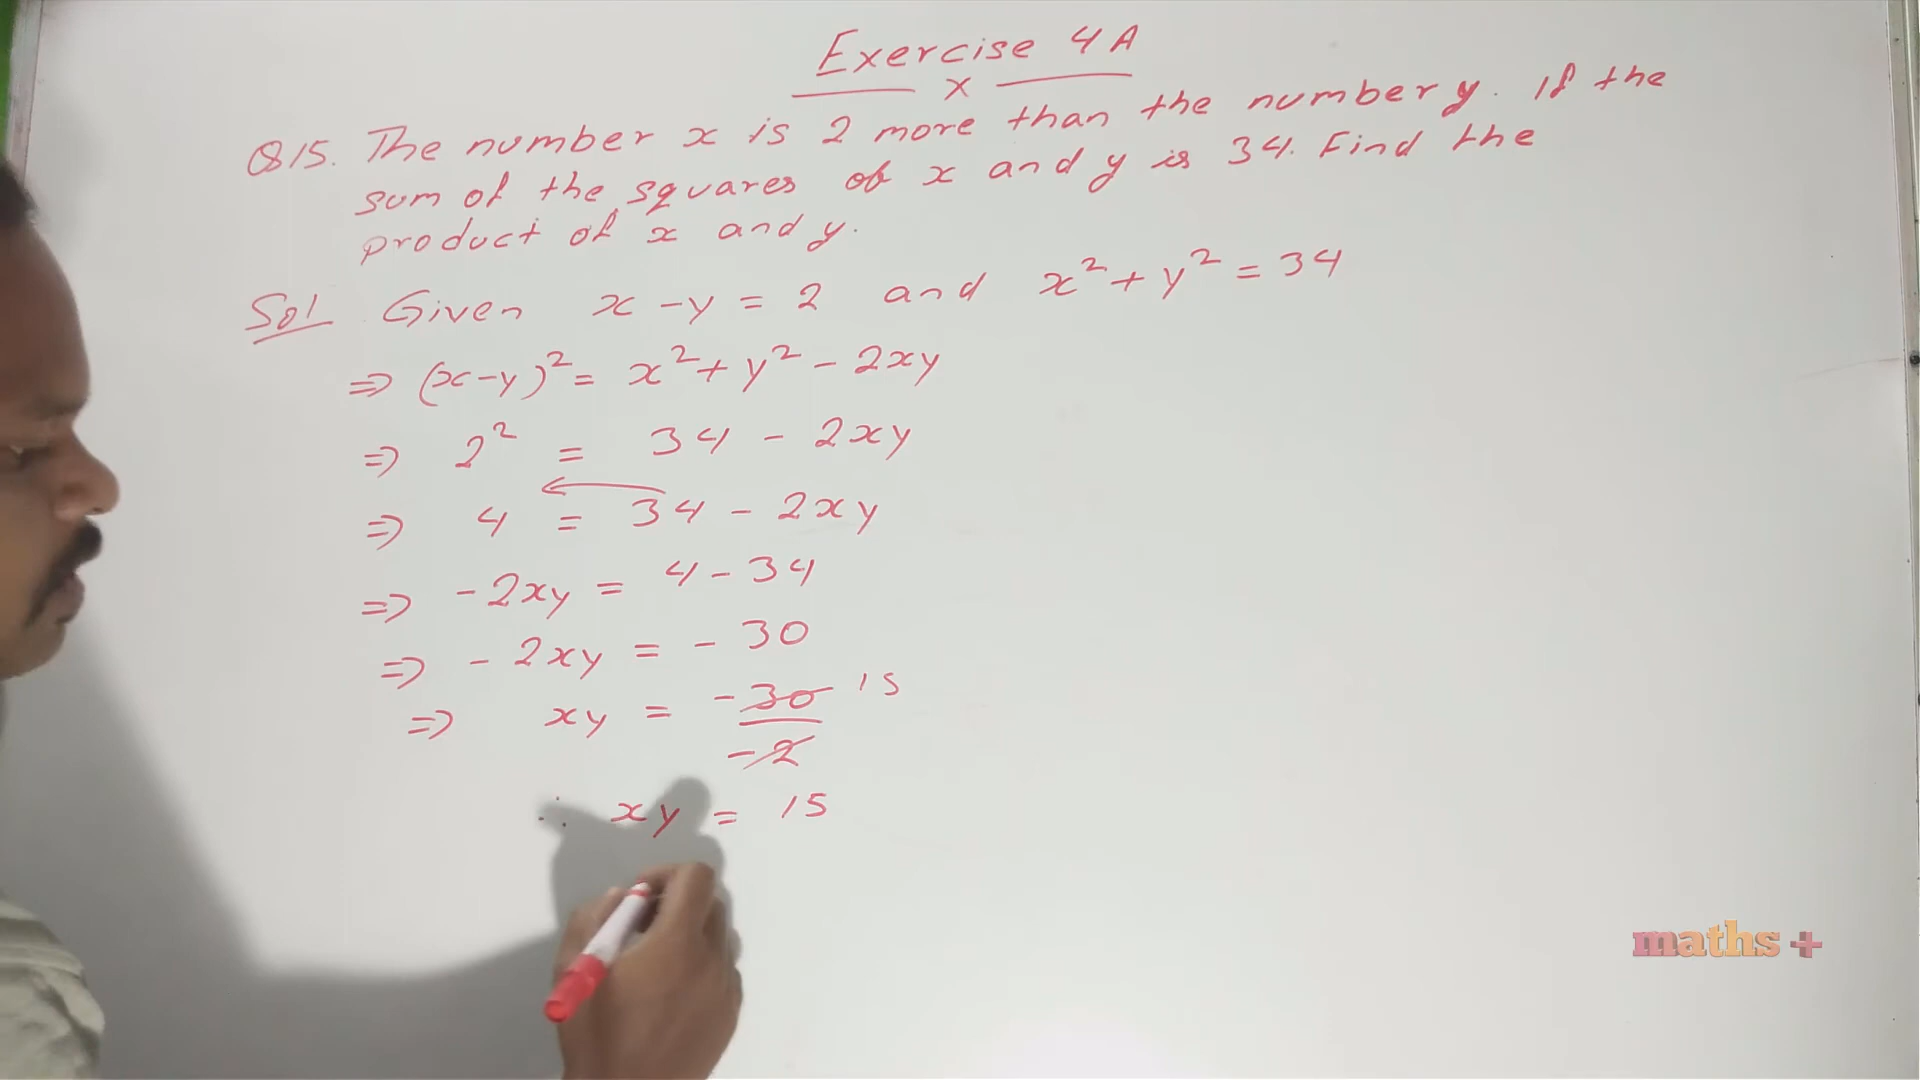 Exercise 4A
x
Q15. The number x is 2 more than the number y. If the
sum of the squares of x and y is 34. Find the
product of x and y.
Sol Given x - y = 2 and x² + y² = 34
⇒ (x-y)² = x² + y² - 2xy
⇒ 2² = 34 - 2xy
⇒ 4 = 34 - 2xy
⇒ -2xy = 4 - 34
⇒ -2xy = -30
⇒ xy = -30/-2 15
∴ xy = 15
maths +